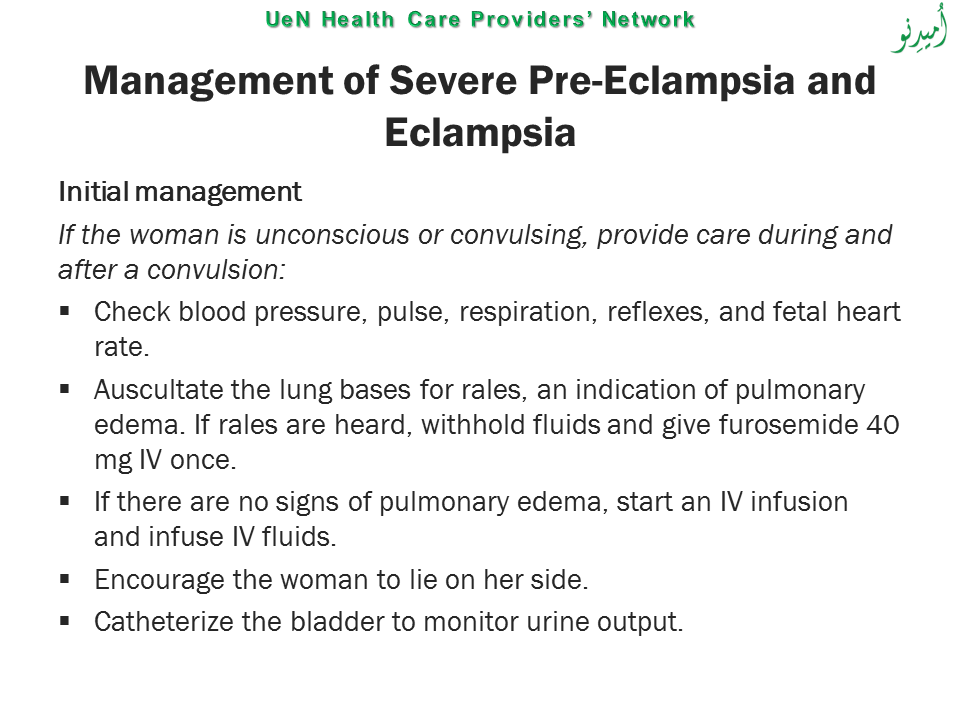 UeN Health Care Providers’ Network
اُمیدِنو
Management of Severe Pre-Eclampsia and
Eclampsia
Initial management
If the woman is unconscious or convulsing, provide care during and
after a convulsion:
▪ Check blood pressure, pulse, respiration, reflexes, and fetal heart
rate.
▪ Auscultate the lung bases for rales, an indication of pulmonary
edema. If rales are heard, withhold fluids and give furosemide 40
mg IV once.
▪ If there are no signs of pulmonary edema, start an IV infusion
and infuse IV fluids.
▪ Encourage the woman to lie on her side.
▪ Catheterize the bladder to monitor urine output.